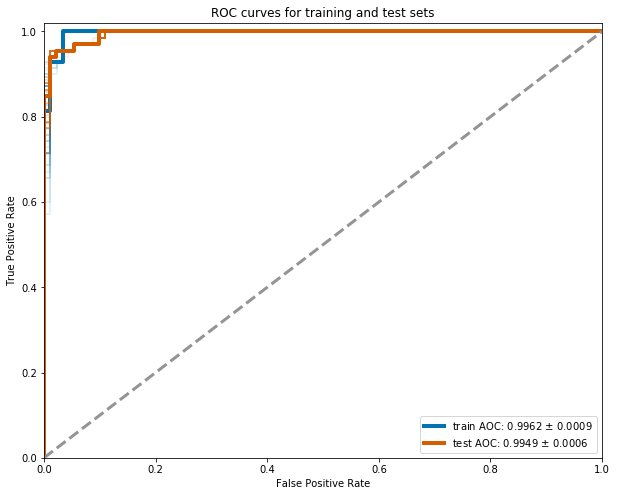 ROC curves for training and test sets
1.0
0.8
0.6
0.4
0.2
0.0
True Positive Rate
0.0 0.2 0.4 0.6 0.8 1.0
False Positive Rate
train AOC: 0.9962 ± 0.0009
test AOC: 0.9949 ± 0.0006